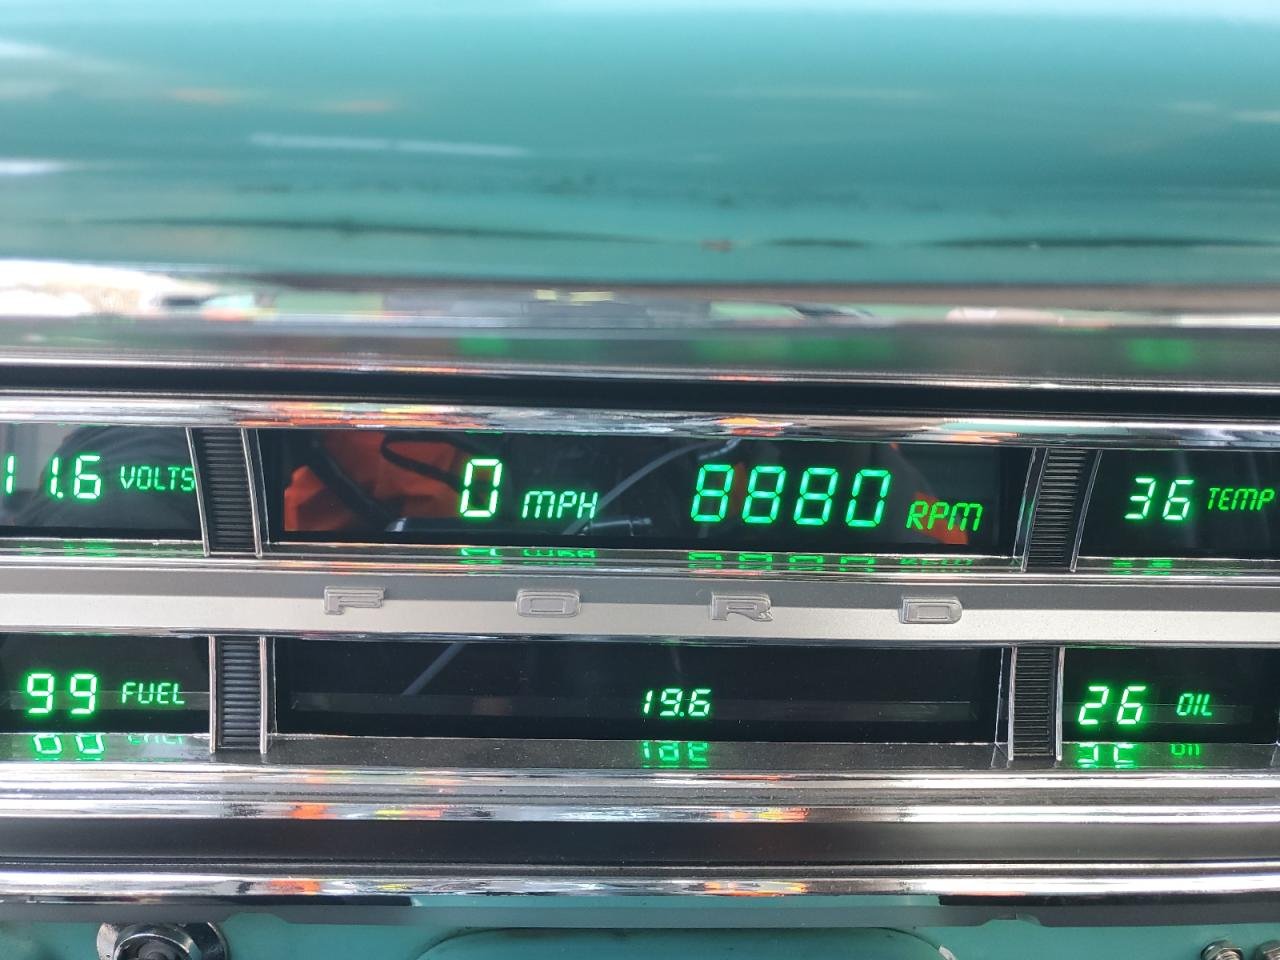 11.6 VOLTS 0 MPH 8880 RPM 36 TEMP
FORD
99 FUEL 19.6 26 OIL